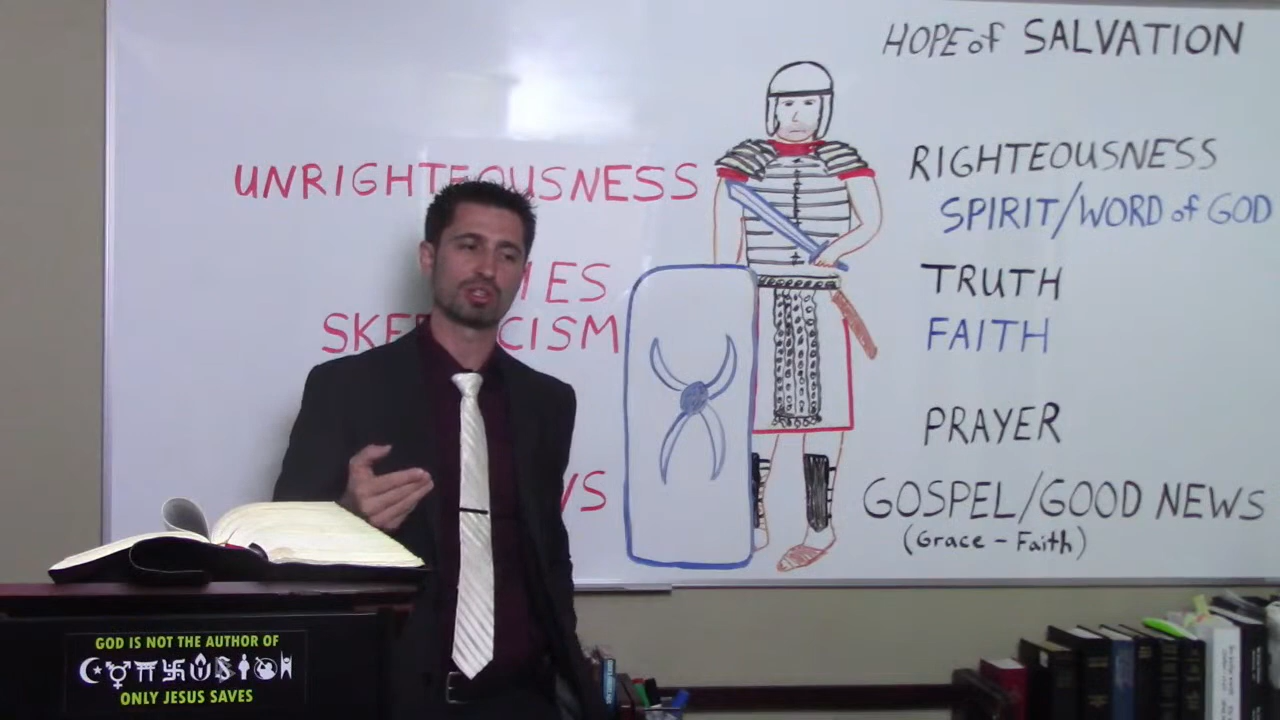 HOPE of SALVATION
UNRIGHTEOUSNESS
RIGHTEOUSNESS
SPIRIT/WORD of GOD
TRUTH
FAITH
PRAYER
GOSPEL/GOOD NEWS
(Grace - Faith)
GOD IS NOT THE AUTHOR OF
ONLY JESUS SAVES